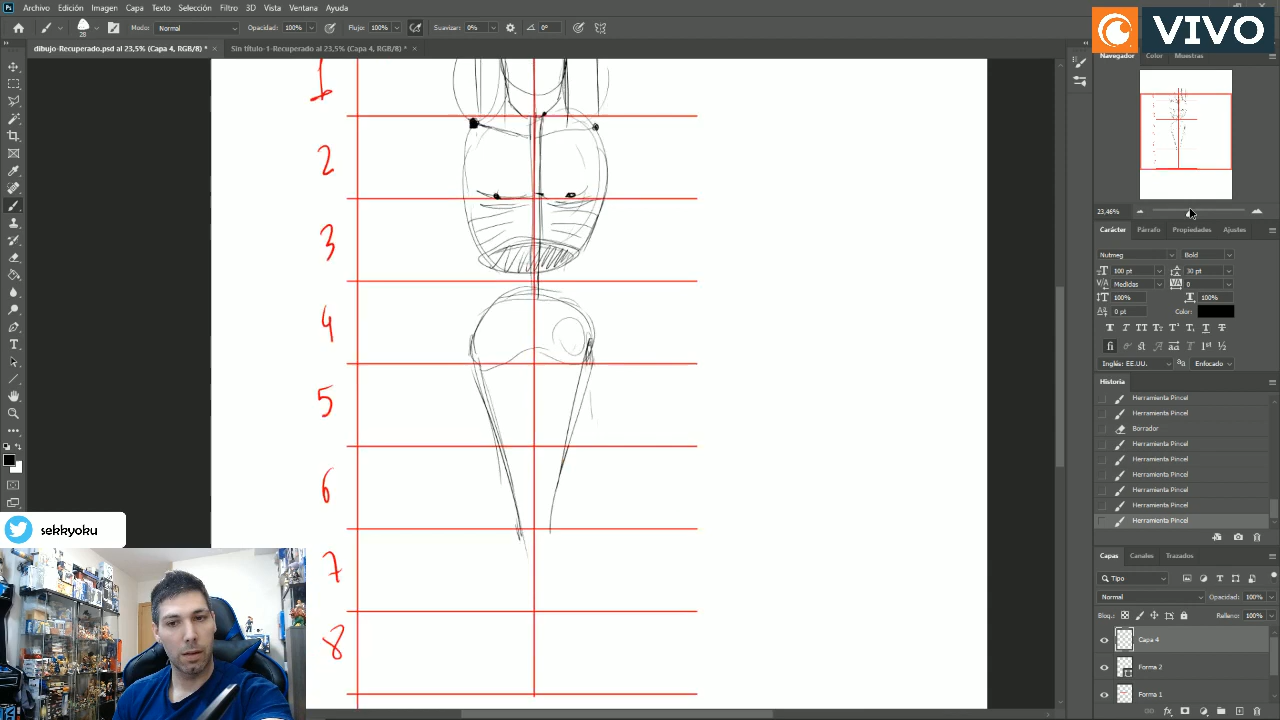 Ps Archivo Edición Imagen Capa Texto Selección Filtro 3D Vista Ventana Ayuda
VIVO
28 Modo: Normal Opacidad: 100% Flujo: 100% Suavizar: 0% 0°
dibujo-Recuperado.psd al 23,5% (Capa 4, RGB/8) * × Sin título-1-Recuperado al 23,5% (Capa 4, RGB/8) * ×
Navegador Color Muestras
1
2
3
4
5
6
7
8
23,46%
Carácter Párrafo Propiedades Ajustes
Nutmeg Bold
100 pt 30 pt
Medidas 0
100% 100%
0 pt Color:
Inglés: EE.UU. Enfocado
Historia
Herramienta Pincel
Herramienta Pincel
Borrador
Herramienta Pincel
Herramienta Pincel
Herramienta Pincel
Herramienta Pincel
Herramienta Pincel
Herramienta Pincel
Capas Canales Trazados
Tipo
Normal Opacidad: 100%
Bloq.: Relleno: 100%
Capa 4
Forma 2
Forma 1
sekkyoku